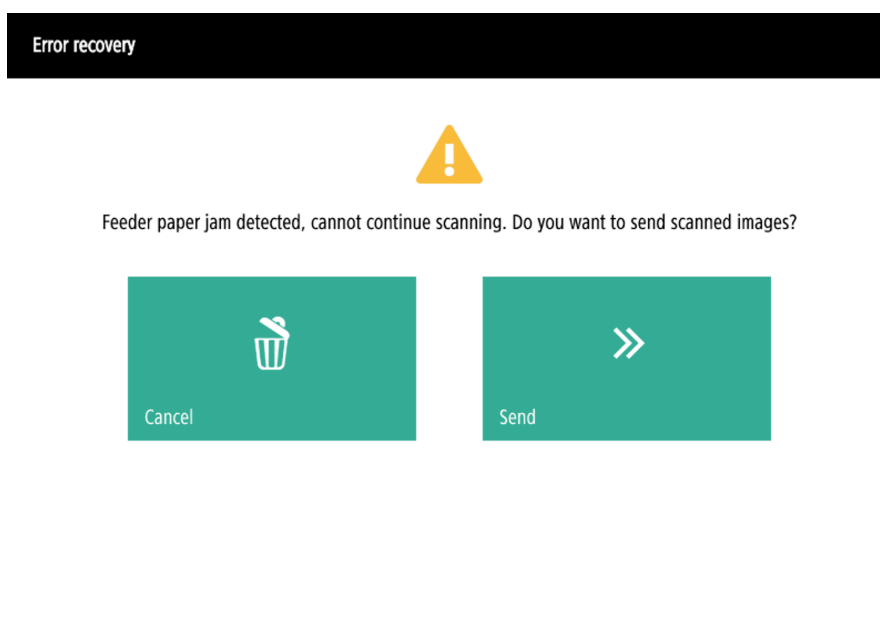 Error recovery
Feeder paper jam detected, cannot continue scanning. Do you want to send scanned images?
Cancel
Send